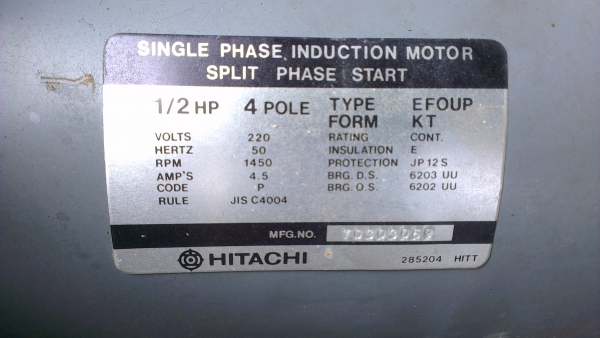 SINGLE PHASE INDUCTION MOTOR
SPLIT PHASE START
1/2 HP 4 POLE TYPE EFOUP
FORM KT
VOLTS 220 RATING CONT.
HERTZ 50 INSULATION E
RPM 1450 PROTECTION JP 12 S
AMP'S 4.5 BRG. D.S. 6203 UU
CODE P BRG. O.S. 6202 UU
RULE JIS C4004
MFG.NO.
HITACHI 285204 HITT